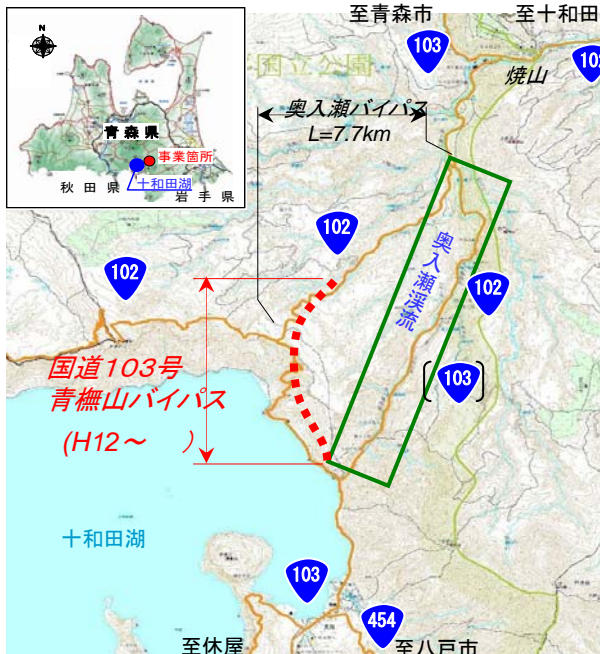 至青森市
至十和田
103
102
国立公園
焼山
奥入瀬バイパス
L=7.7km
青森県
事業箇所
十和田湖
秋田県
岩手県
102
102
奥入瀬渓流
102
103
国道103号
青橅山バイパス
(H12～ )
十和田湖
103
454
至休屋
至八戸市